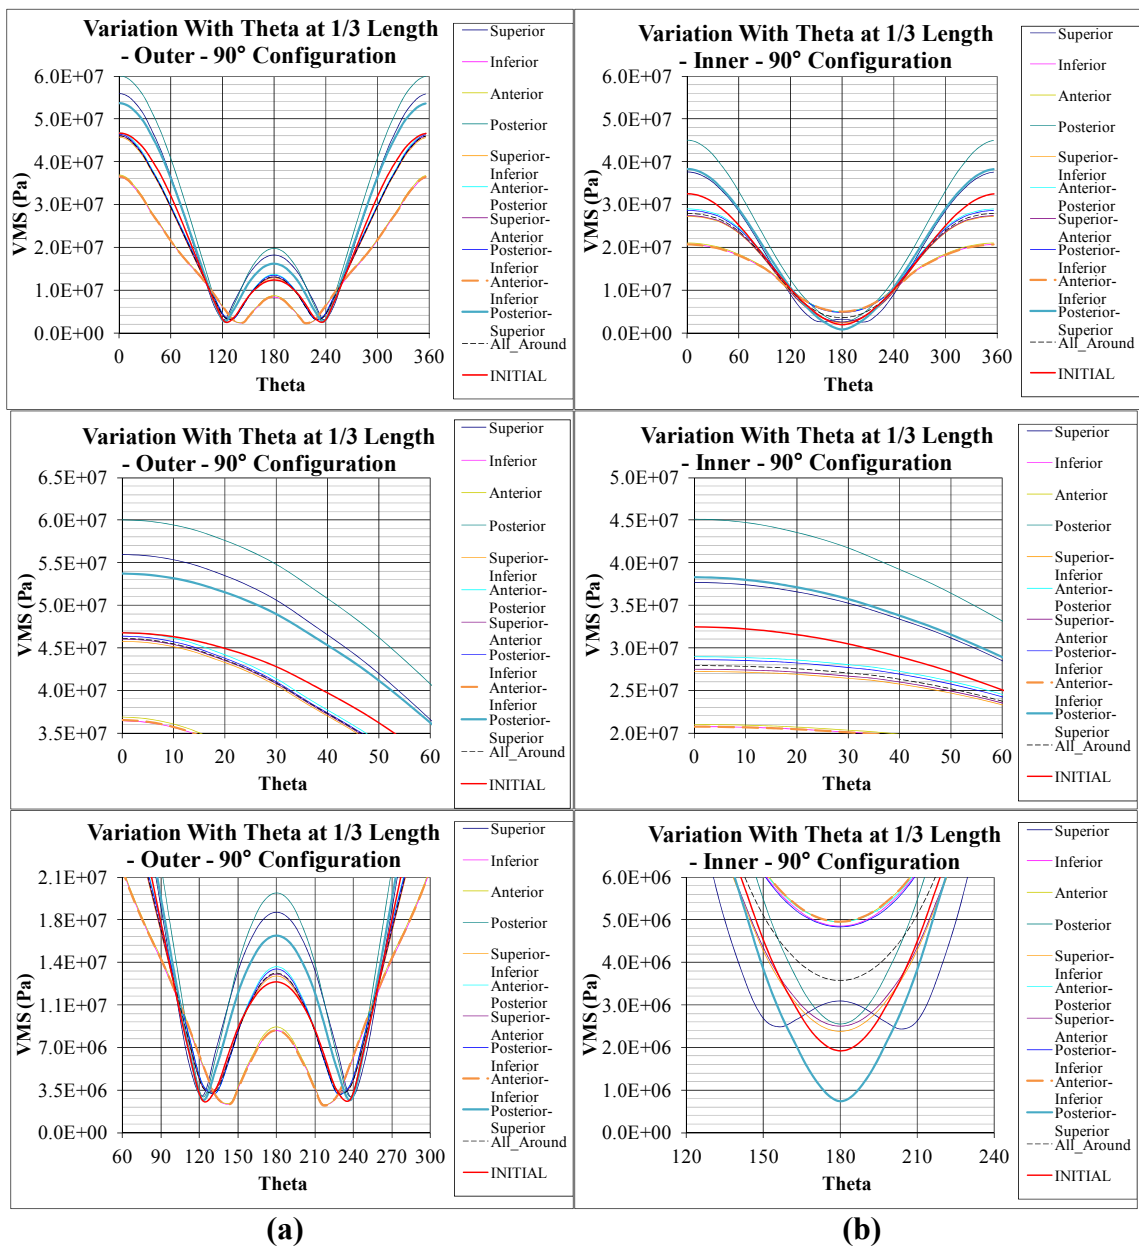 Variation With Theta at 1/3 Length
- Outer - 90° Configuration
VMS (Pa)
6.0E+07
5.0E+07
4.0E+07
3.0E+07
2.0E+07
1.0E+07
0.0E+00
0 60 120 180 240 300 360
Theta
Superior
Inferior
Anterior
Posterior
Superior-
Inferior
Anterior-
Posterior
Superior-
Anterior
Posterior-
Inferior
Anterior-
Inferior
Posterior-
Superior
All_Around
INITIAL
Variation With Theta at 1/3 Length
- Inner - 90° Configuration
VMS (Pa)
6.0E+07
5.0E+07
4.0E+07
3.0E+07
2.0E+07
1.0E+07
0.0E+00
0 60 120 180 240 300 360
Theta
Superior
Inferior
Anterior
Posterior
Superior-
Inferior
Anterior-
Posterior
Superior-
Anterior
Posterior-
Inferior
Anterior-
Inferior
Posterior-
Superior
All_Around
INITIAL
Variation With Theta at 1/3 Length
- Outer - 90° Configuration
VMS (Pa)
6.5E+07
6.0E+07
5.5E+07
5.0E+07
4.5E+07
4.0E+07
3.5E+07
0 10 20 30 40 50 60
Theta
Superior
Inferior
Anterior
Posterior
Superior-
Inferior
Anterior-
Posterior
Superior-
Anterior
Posterior-
Inferior
Anterior-
Inferior
Posterior-
Superior
All_Around
INITIAL
Variation With Theta at 1/3 Length
- Inner - 90° Configuration
VMS (Pa)
5.0E+07
4.5E+07
4.0E+07
3.5E+07
3.0E+07
2.5E+07
2.0E+07
0 10 20 30 40 50 60
Theta
Superior
Inferior
Anterior
Posterior
Superior-
Inferior
Anterior-
Posterior
Superior-
Anterior
Posterior-
Inferior
Anterior-
Inferior
Posterior-
Superior
All_Around
INITIAL
Variation With Theta at 1/3 Length
- Outer - 90° Configuration
VMS (Pa)
2.1E+07
1.8E+07
1.4E+07
1.1E+07
7.0E+06
3.5E+06
0.0E+00
60 90 120 150 180 210 240 270 300
Theta
Superior
Inferior
Anterior
Posterior
Superior-
Inferior
Anterior-
Posterior
Superior-
Anterior
Posterior-
Inferior
Anterior-
Inferior
Posterior-
Superior
All_Around
INITIAL
Variation With Theta at 1/3 Length
- Inner - 90° Configuration
VMS (Pa)
6.0E+06
5.0E+06
4.0E+06
3.0E+06
2.0E+06
1.0E+06
0.0E+00
120 150 180 210 240
Theta
Superior
Inferior
Anterior
Posterior
Superior-
Inferior
Anterior-
Posterior
Superior-
Anterior
Posterior-
Inferior
Anterior-
Inferior
Posterior-
Superior
All_Around
INITIAL
(a)
(b)